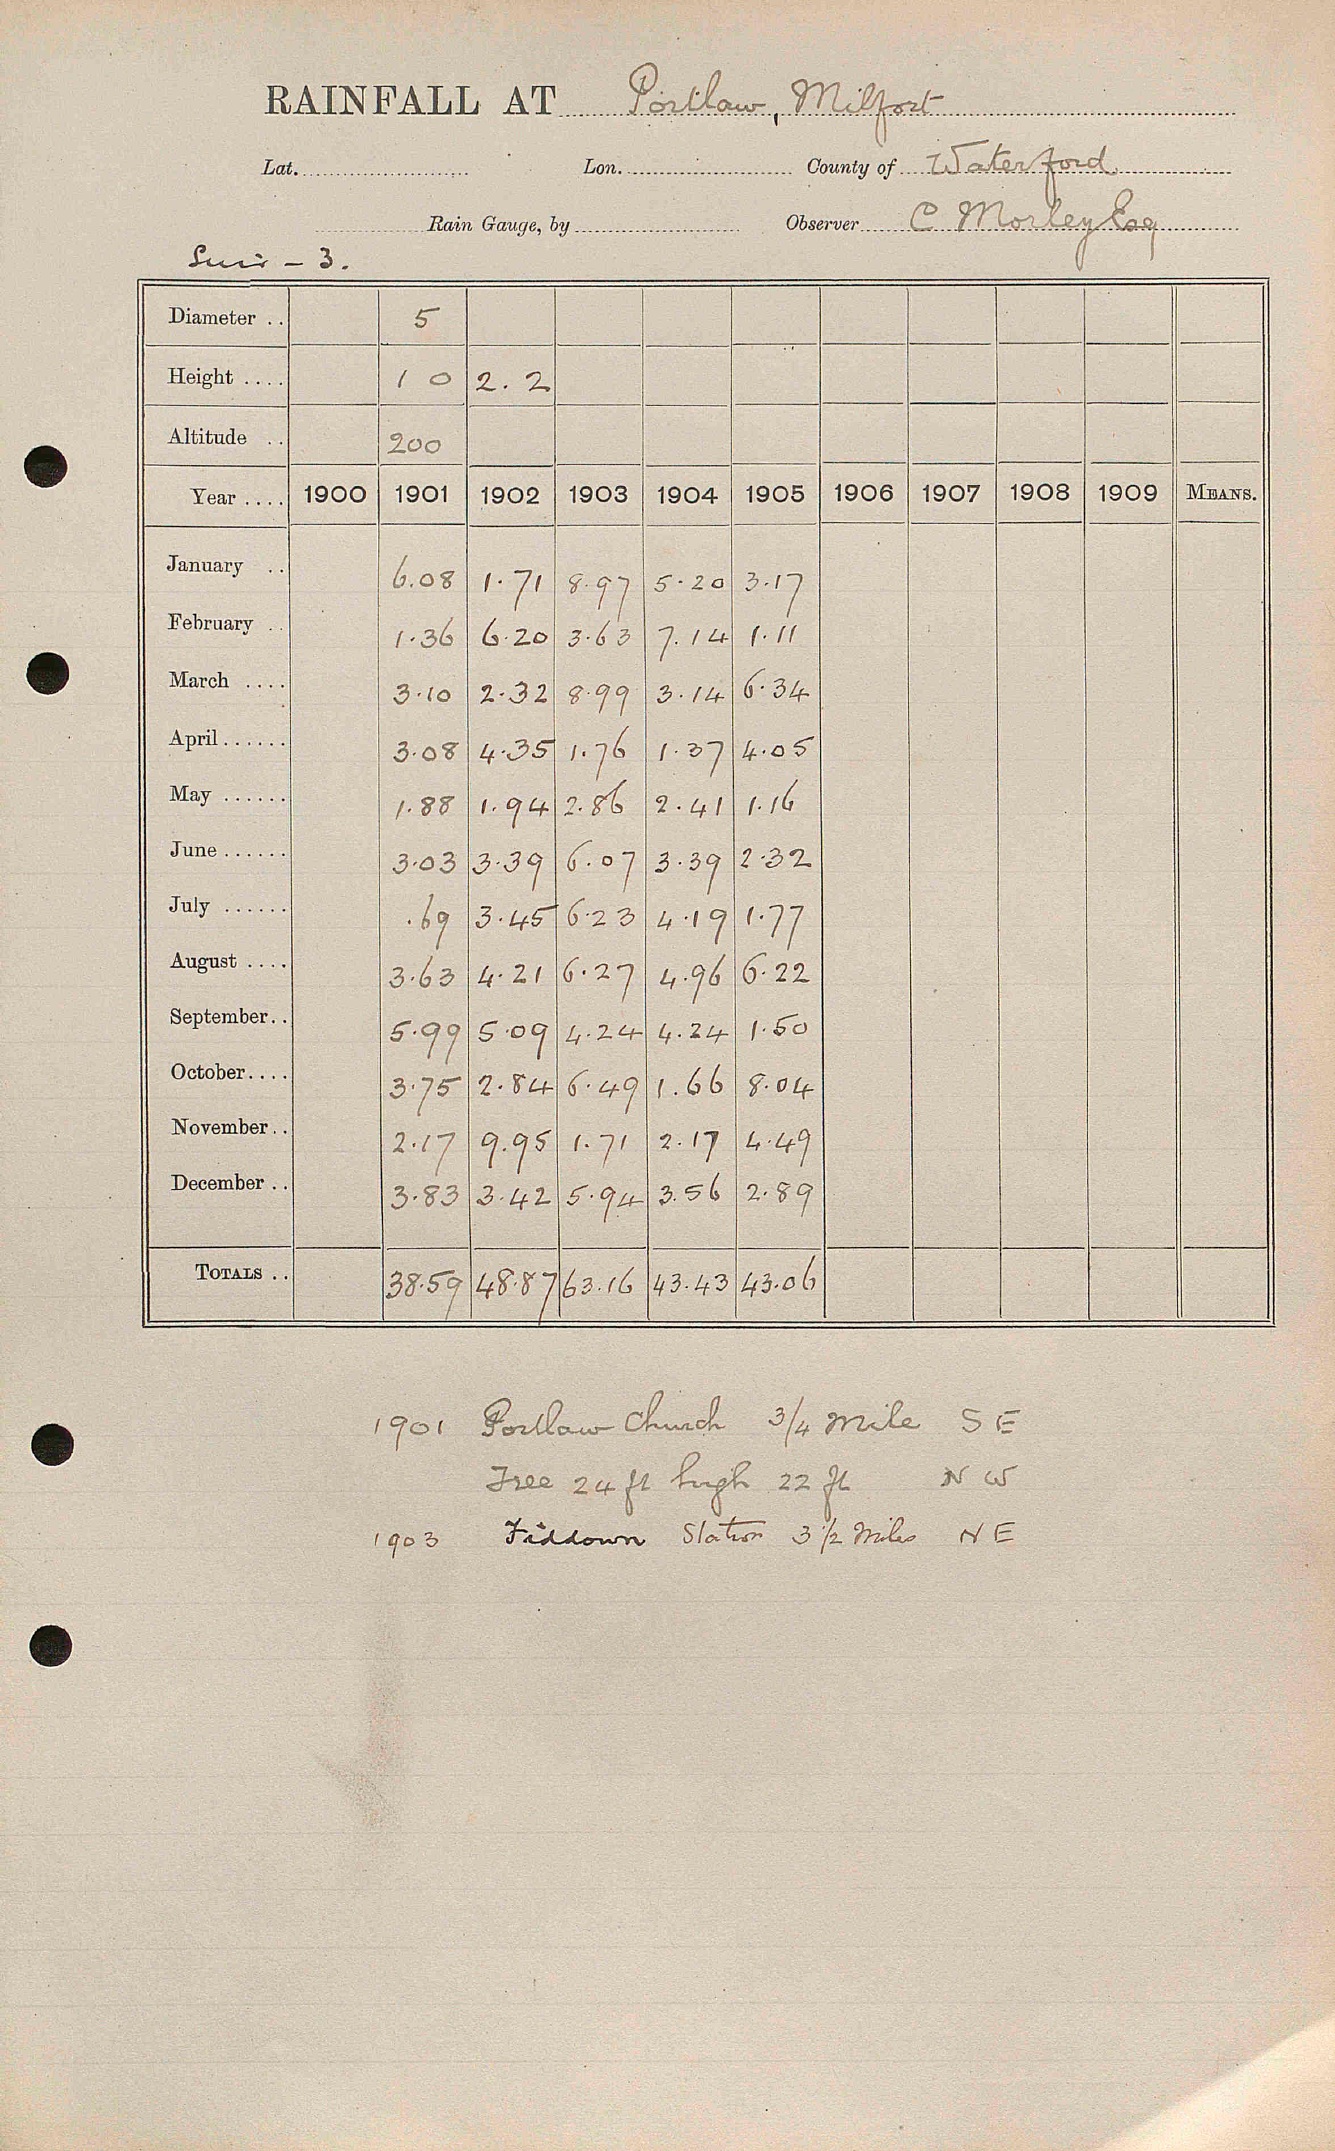 RAINFALL AT Portlaw, Milfort
Lat. Lon. County of Waterford
Rain Gauge, by Observer C Morley Esq
Suir - 3.
Diameter .. 5
Height .... 1 0 2. 2
Altitude .. 200
Year .... 1900 1901 1902 1903 1904 1905 1906 1907 1908 1909 MEANS.
January .. 6.08 1.71 8.97 5.20 3.17
February .. 1.36 6.20 3.63 7.14 1.11
March .... 3.10 2.32 8.99 3.14 6.34
April ...... 3.08 4.35 1.76 1.37 4.05
May ...... 1.88 1.94 2.86 2.41 1.16
June ...... 3.03 3.39 6.07 3.39 2.32
July ...... .69 3.45 6.23 4.19 1.77
August .... 3.63 4.21 6.27 4.96 6.22
September.. 5.99 5.09 4.24 4.24 1.50
October.... 3.75 2.84 6.49 1.66 8.04
November.. 2.17 9.95 1.71 2.17 4.49
December .. 3.83 3.42 5.94 3.56 2.89
TOTALS .. 38.59 48.87 63.16 43.43 43.06
1901 Portlaw Church 3/4 Mile S E
Tree 24 ft high 22 ft N W
1903 Fiddown Station 3 1/2 Miles N E